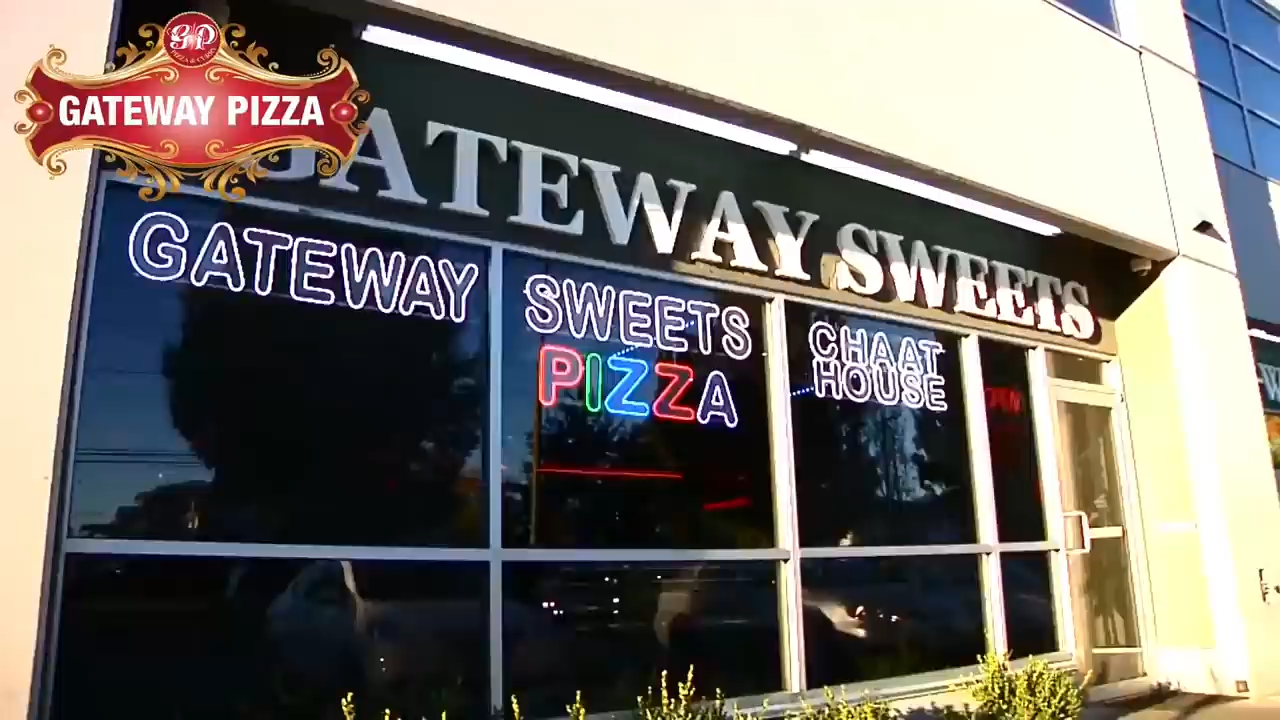 GP
GATEWAY PIZZA
GATEWAY SWEETS
GATEWAY
SWEETS
PIZZA
CHAAT
HOUSE